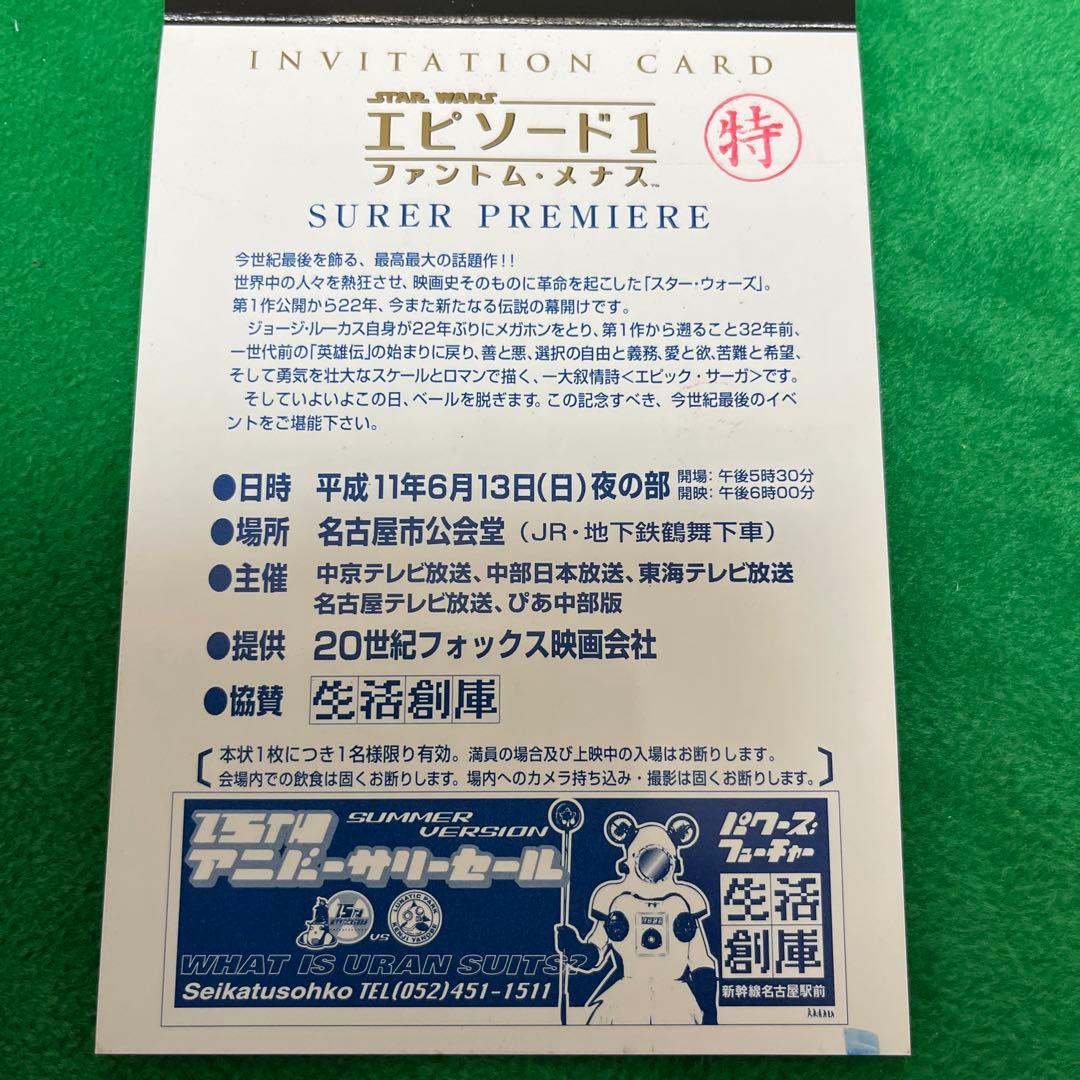 INVITATION CARD
STAR WARS
エピソード1
特
ファントム・メナス™
SURER PREMIERE
今世紀最後を飾る、最高最大の話題作!!
世界中の人々を熱狂させ、映画史そのものに革命を起こした「スター・ウォーズ」。
第1作公開から22年、今また新たなる伝説の幕開けです。
ジョージ・ルーカス自身が22年ぶりにメガホンをとり、第1作から遡ること32年前、
一世代前の「英雄伝」の始まりに戻り、善と悪、選択の自由と義務、愛と欲、苦難と希望、
そして勇気を壮大なスケールとロマンで描く、一大叙情詩<エピック・サーガ>です。
そしていよいよこの日、ベールを脱ぎます。この記念すべき、今世紀最後のイベ
ントをご堪能下さい。
●日時 平成11年6月13日(日)夜の部 開場:午後5時30分
開映:午後6時00分
●場所 名古屋市公会堂(JR・地下鉄鶴舞下車)
●主催 中京テレビ放送、中部日本放送、東海テレビ放送
名古屋テレビ放送、ぴあ中部版
●提供 20世紀フォックス映画会社
●協賛 生活創庫
本状1枚につき1名様限り有効。満員の場合及び上映中の入場はお断りします。
会場内での飲食は固くお断りします。場内へのカメラ持ち込み・撮影は固くお断りします。
15TH SUMMER VERSION
アニバーサリーセール
パワーズ・フューチャー
生活創庫
新幹線名古屋駅前
15TH
VS
LUNATIC PARK
KENJI YANOBE
WHAT IS URAN SUITS?
Seikatusohko TEL(052)451-1511